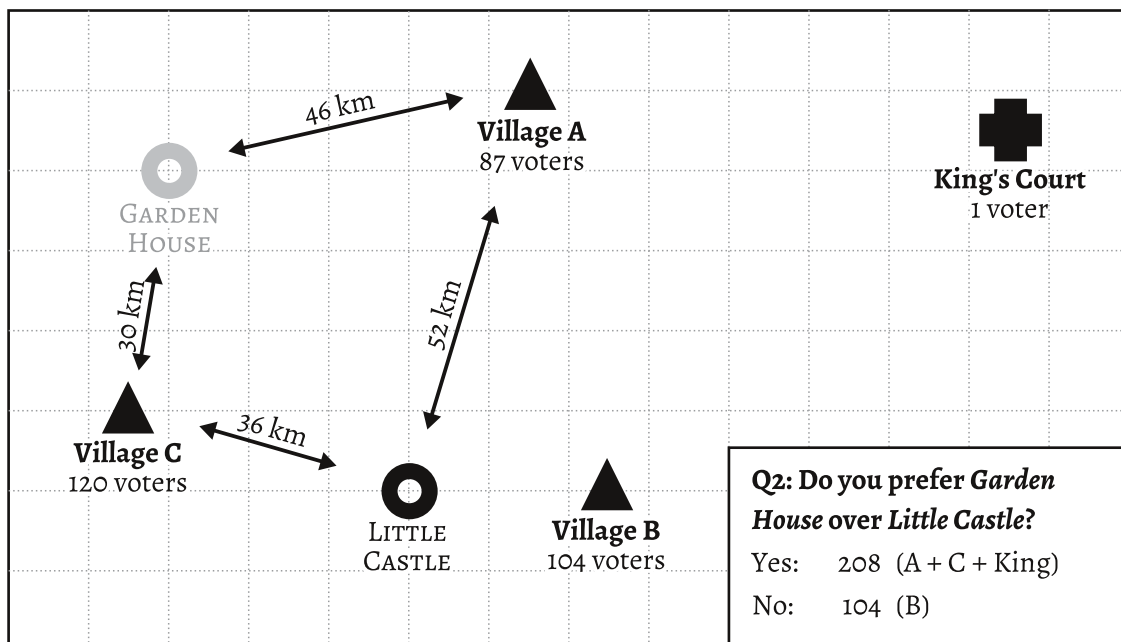 46 km
Village A
87 voters
King's Court
1 voter
GARDEN
HOUSE
30 km
52 km
36 km
Village C
120 voters
LITTLE
CASTLE
Village B
104 voters
Q2: Do you prefer Garden
House over Little Castle?
Yes: 208 (A + C + King)
No: 104 (B)